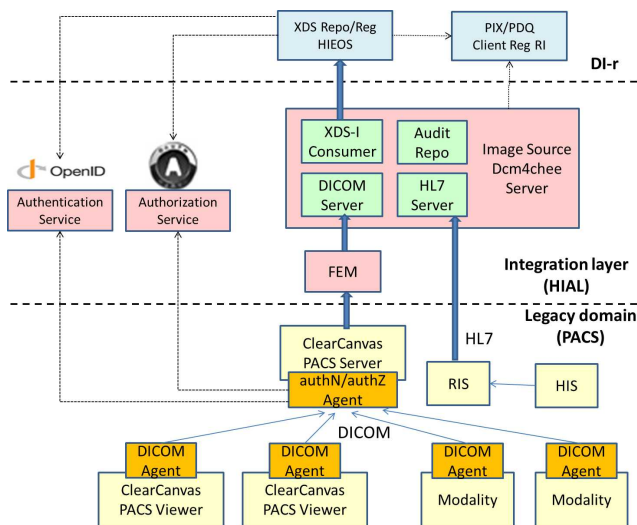 XDS Repo/Reg
HIEOS
PIX/PDQ
Client Reg RI
DI-r
XDS-I
Consumer
Audit
Repo
Image Source
Dcm4chee
Server
DICOM
Server
HL7
Server
OpenID
A
Authentication
Service
Authorization
Service
FEM
Integration layer
(HIAL)
Legacy domain
(PACS)
ClearCanvas
PACS Server
authN/authZ
Agent
HL7
RIS
HIS
DICOM
DICOM
Agent
ClearCanvas
PACS Viewer
DICOM
Agent
ClearCanvas
PACS Viewer
DICOM
Agent
Modality
DICOM
Agent
Modality